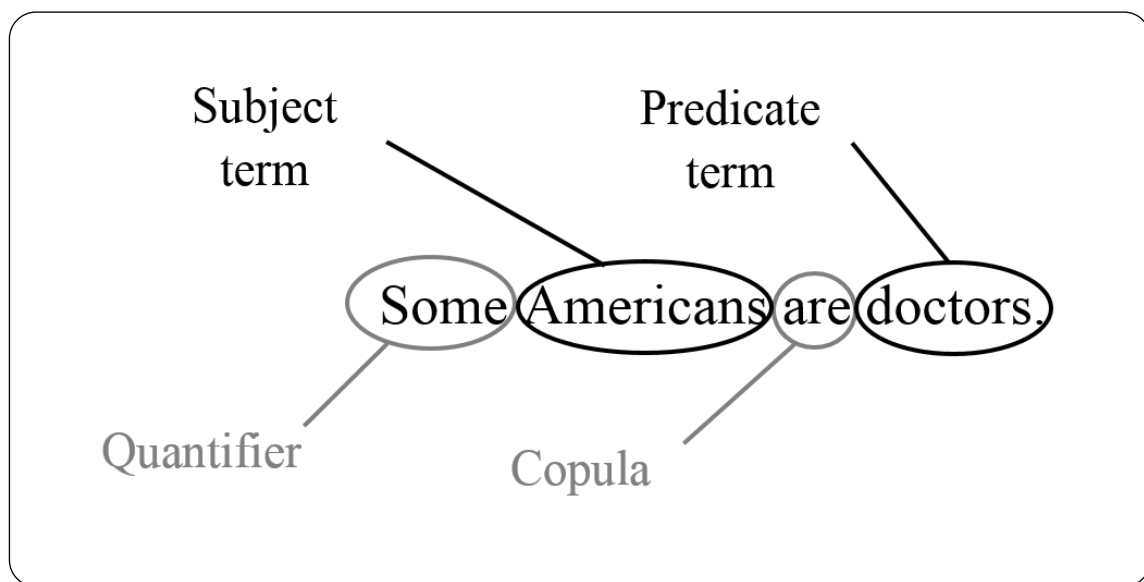 Subject
term
Predicate
term
Some Americans are doctors.
Quantifier
Copula